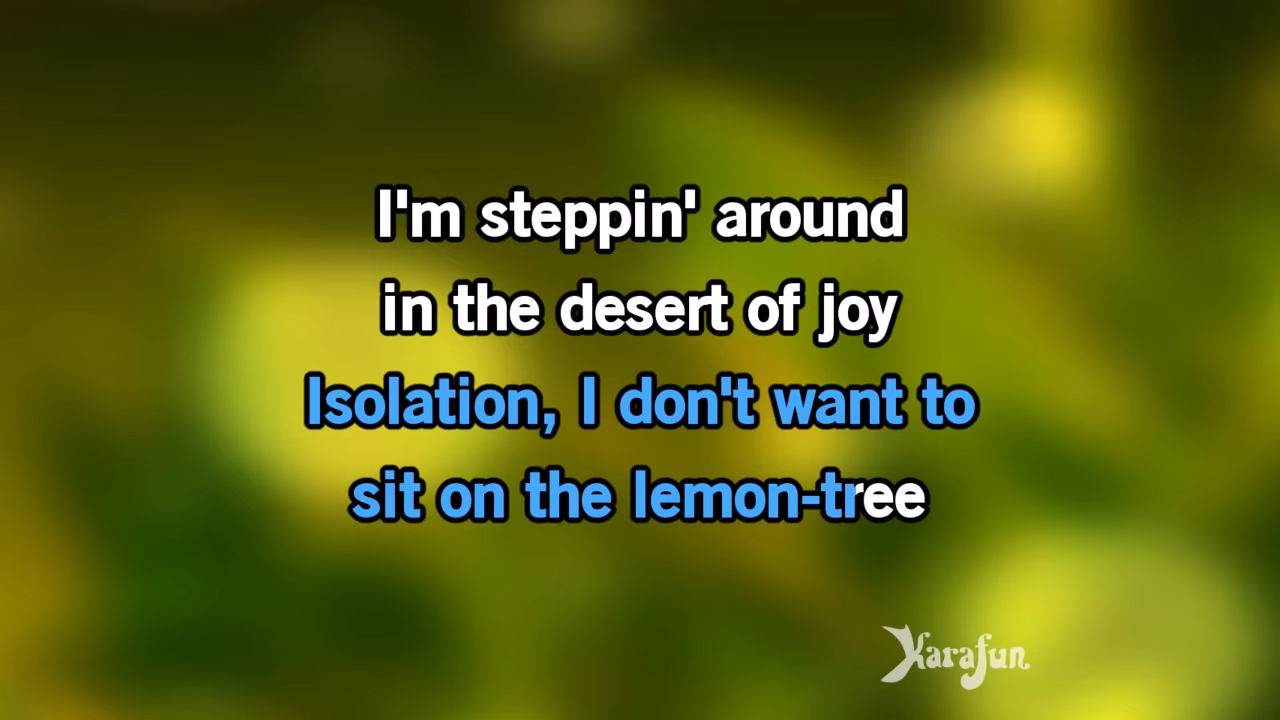 I'm steppin' around
in the desert of joy
Isolation, I don't want to
sit on the lemon-tree
Karafun